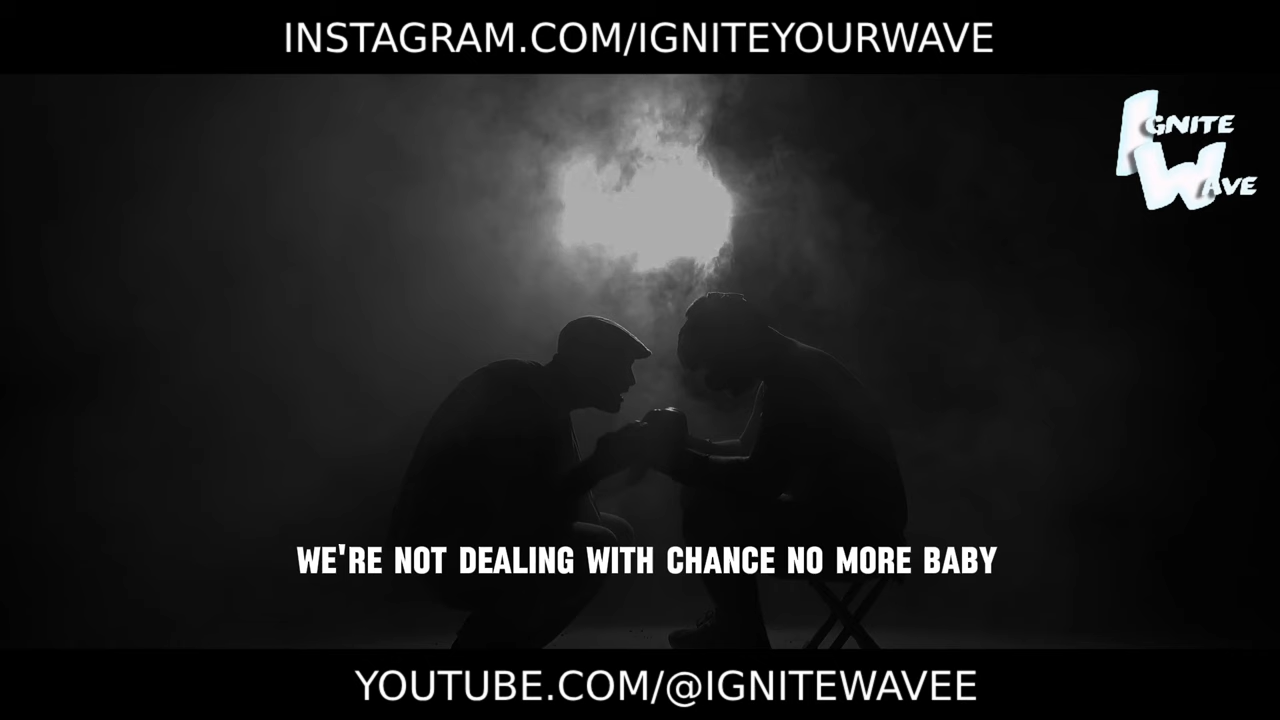 INSTAGRAM.COM/IGNITEYOURWAVE
IGNITE
WAVE
WE'RE NOT DEALING WITH CHANCE NO MORE BABY
YOUTUBE.COM/@IGNITEWAVEE